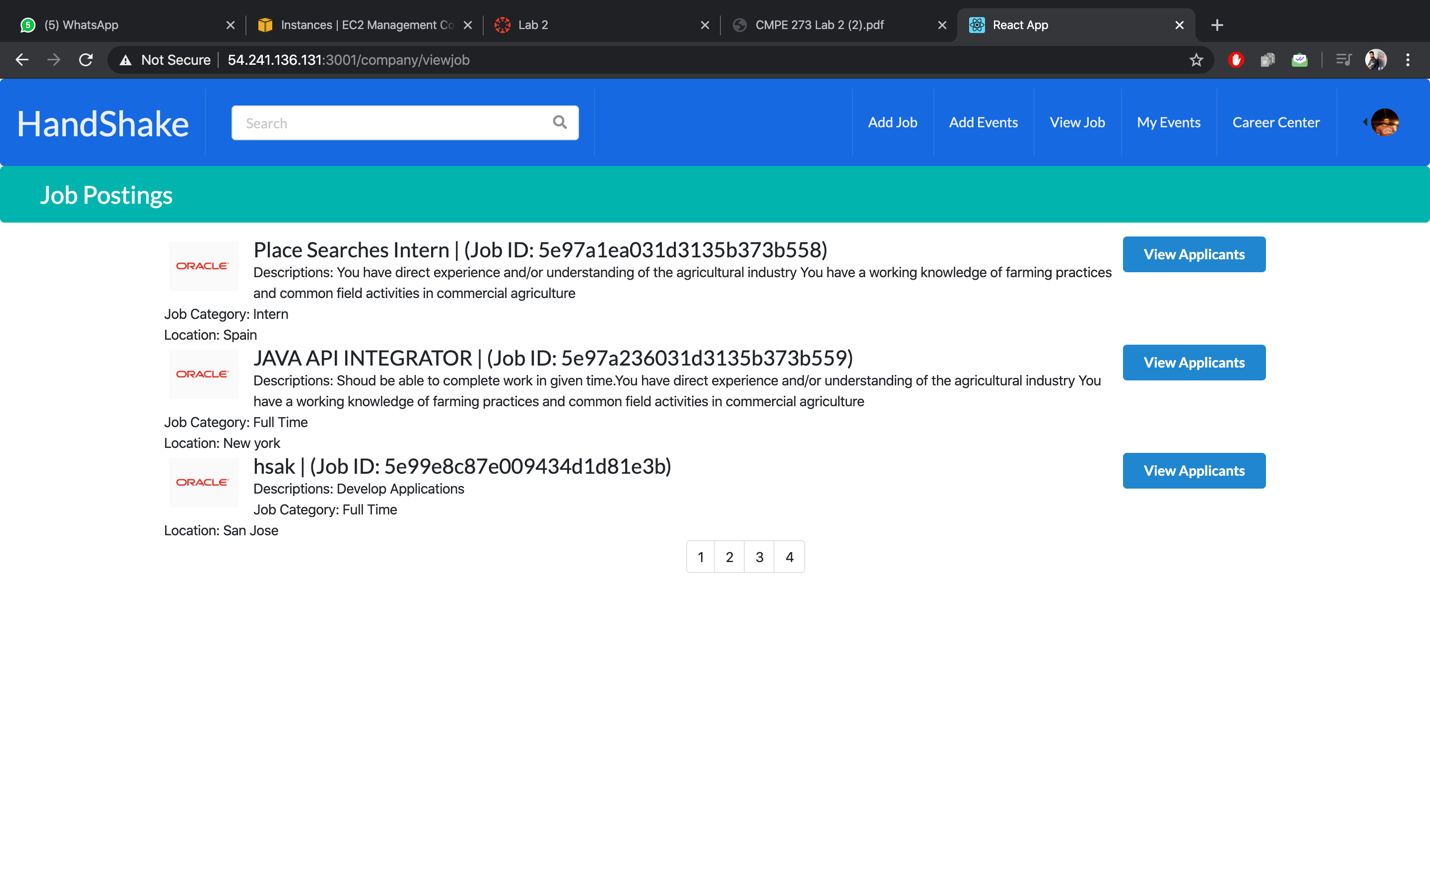 (5) WhatsApp
Instances | EC2 Management Co
Lab 2
CMPE 273 Lab 2 (2).pdf
React App
Not Secure
54.241.136.131:3001/company/viewjob
HandShake
Search
Add Job
Add Events
View Job
My Events
Career Center
Job Postings
ORACLE
Place Searches Intern | (Job ID: 5e97a1ea031d3135b373b558)
View Applicants
Descriptions: You have direct experience and/or understanding of the agricultural industry You have a working knowledge of farming practices
and common field activities in commercial agriculture
Job Category: Intern
Location: Spain
ORACLE
JAVA API INTEGRATOR | (Job ID: 5e97a236031d3135b373b559)
View Applicants
Descriptions: Shoud be able to complete work in given time.You have direct experience and/or understanding of the agricultural industry You
have a working knowledge of farming practices and common field activities in commercial agriculture
Job Category: Full Time
Location: New york
ORACLE
hsak | (Job ID: 5e99e8c87e009434d1d81e3b)
View Applicants
Descriptions: Develop Applications
Job Category: Full Time
Location: San Jose
1 2 3 4